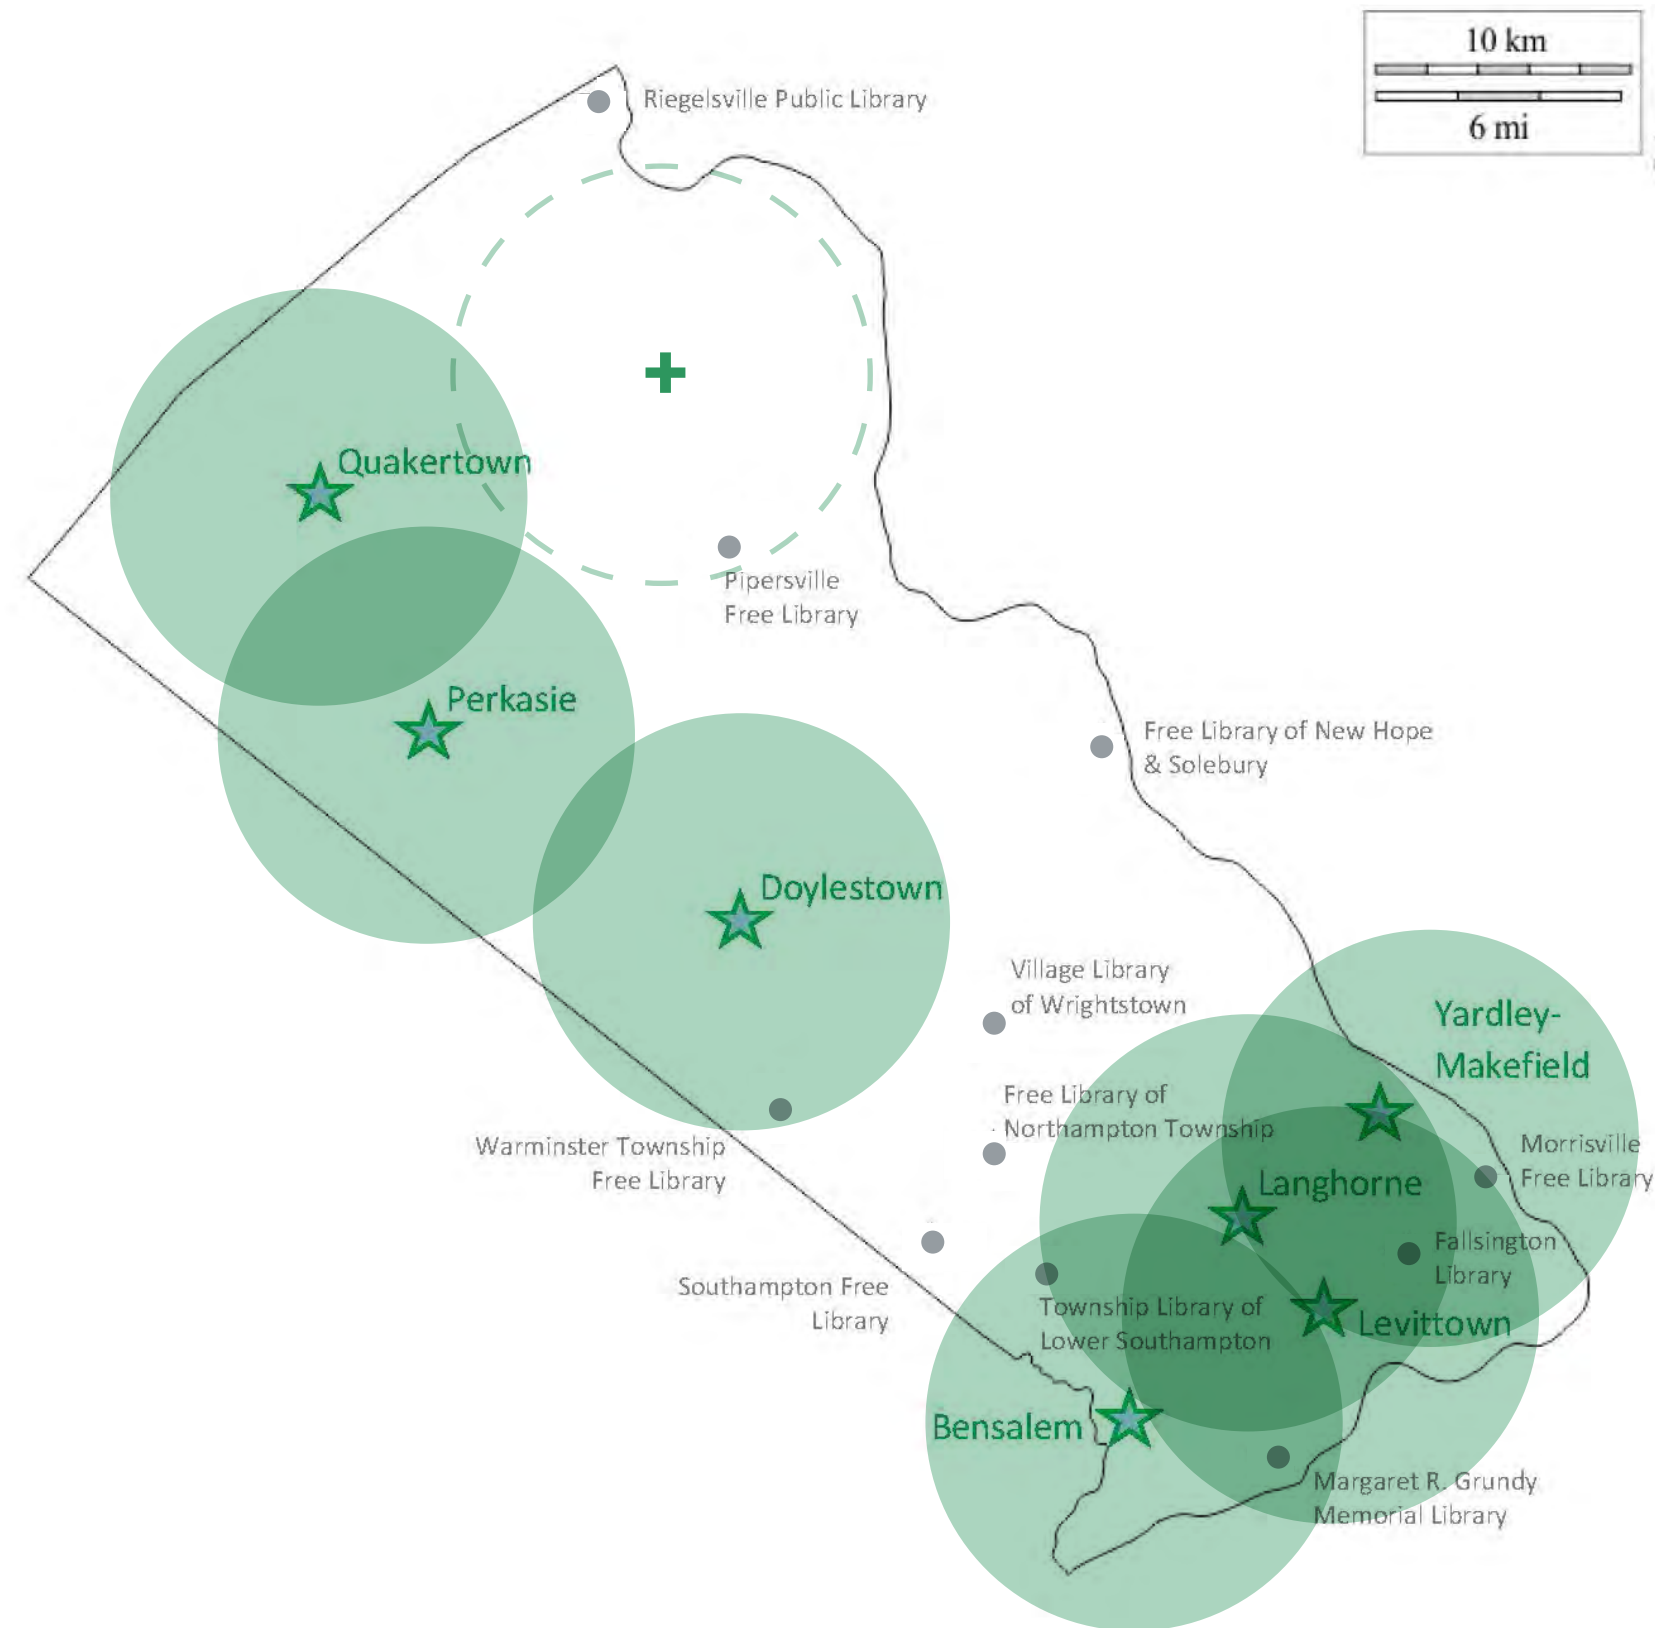 10 km
6 mi
Riegelsville Public Library
Quakertown
Pipersville
Free Library
Perkasie
Free Library of New Hope
& Solebury
Doylestown
Village Library
of Wrightstown
Yardley-
Makefield
Free Library of
Northampton Township
Warminster Township
Free Library
Morrisville
Free Library
Langhorne
Fallsington
Library
Southampton Free
Library
Township Library of
Lower Southampton
Levittown
Bensalem
Margaret R. Grundy
Memorial Library